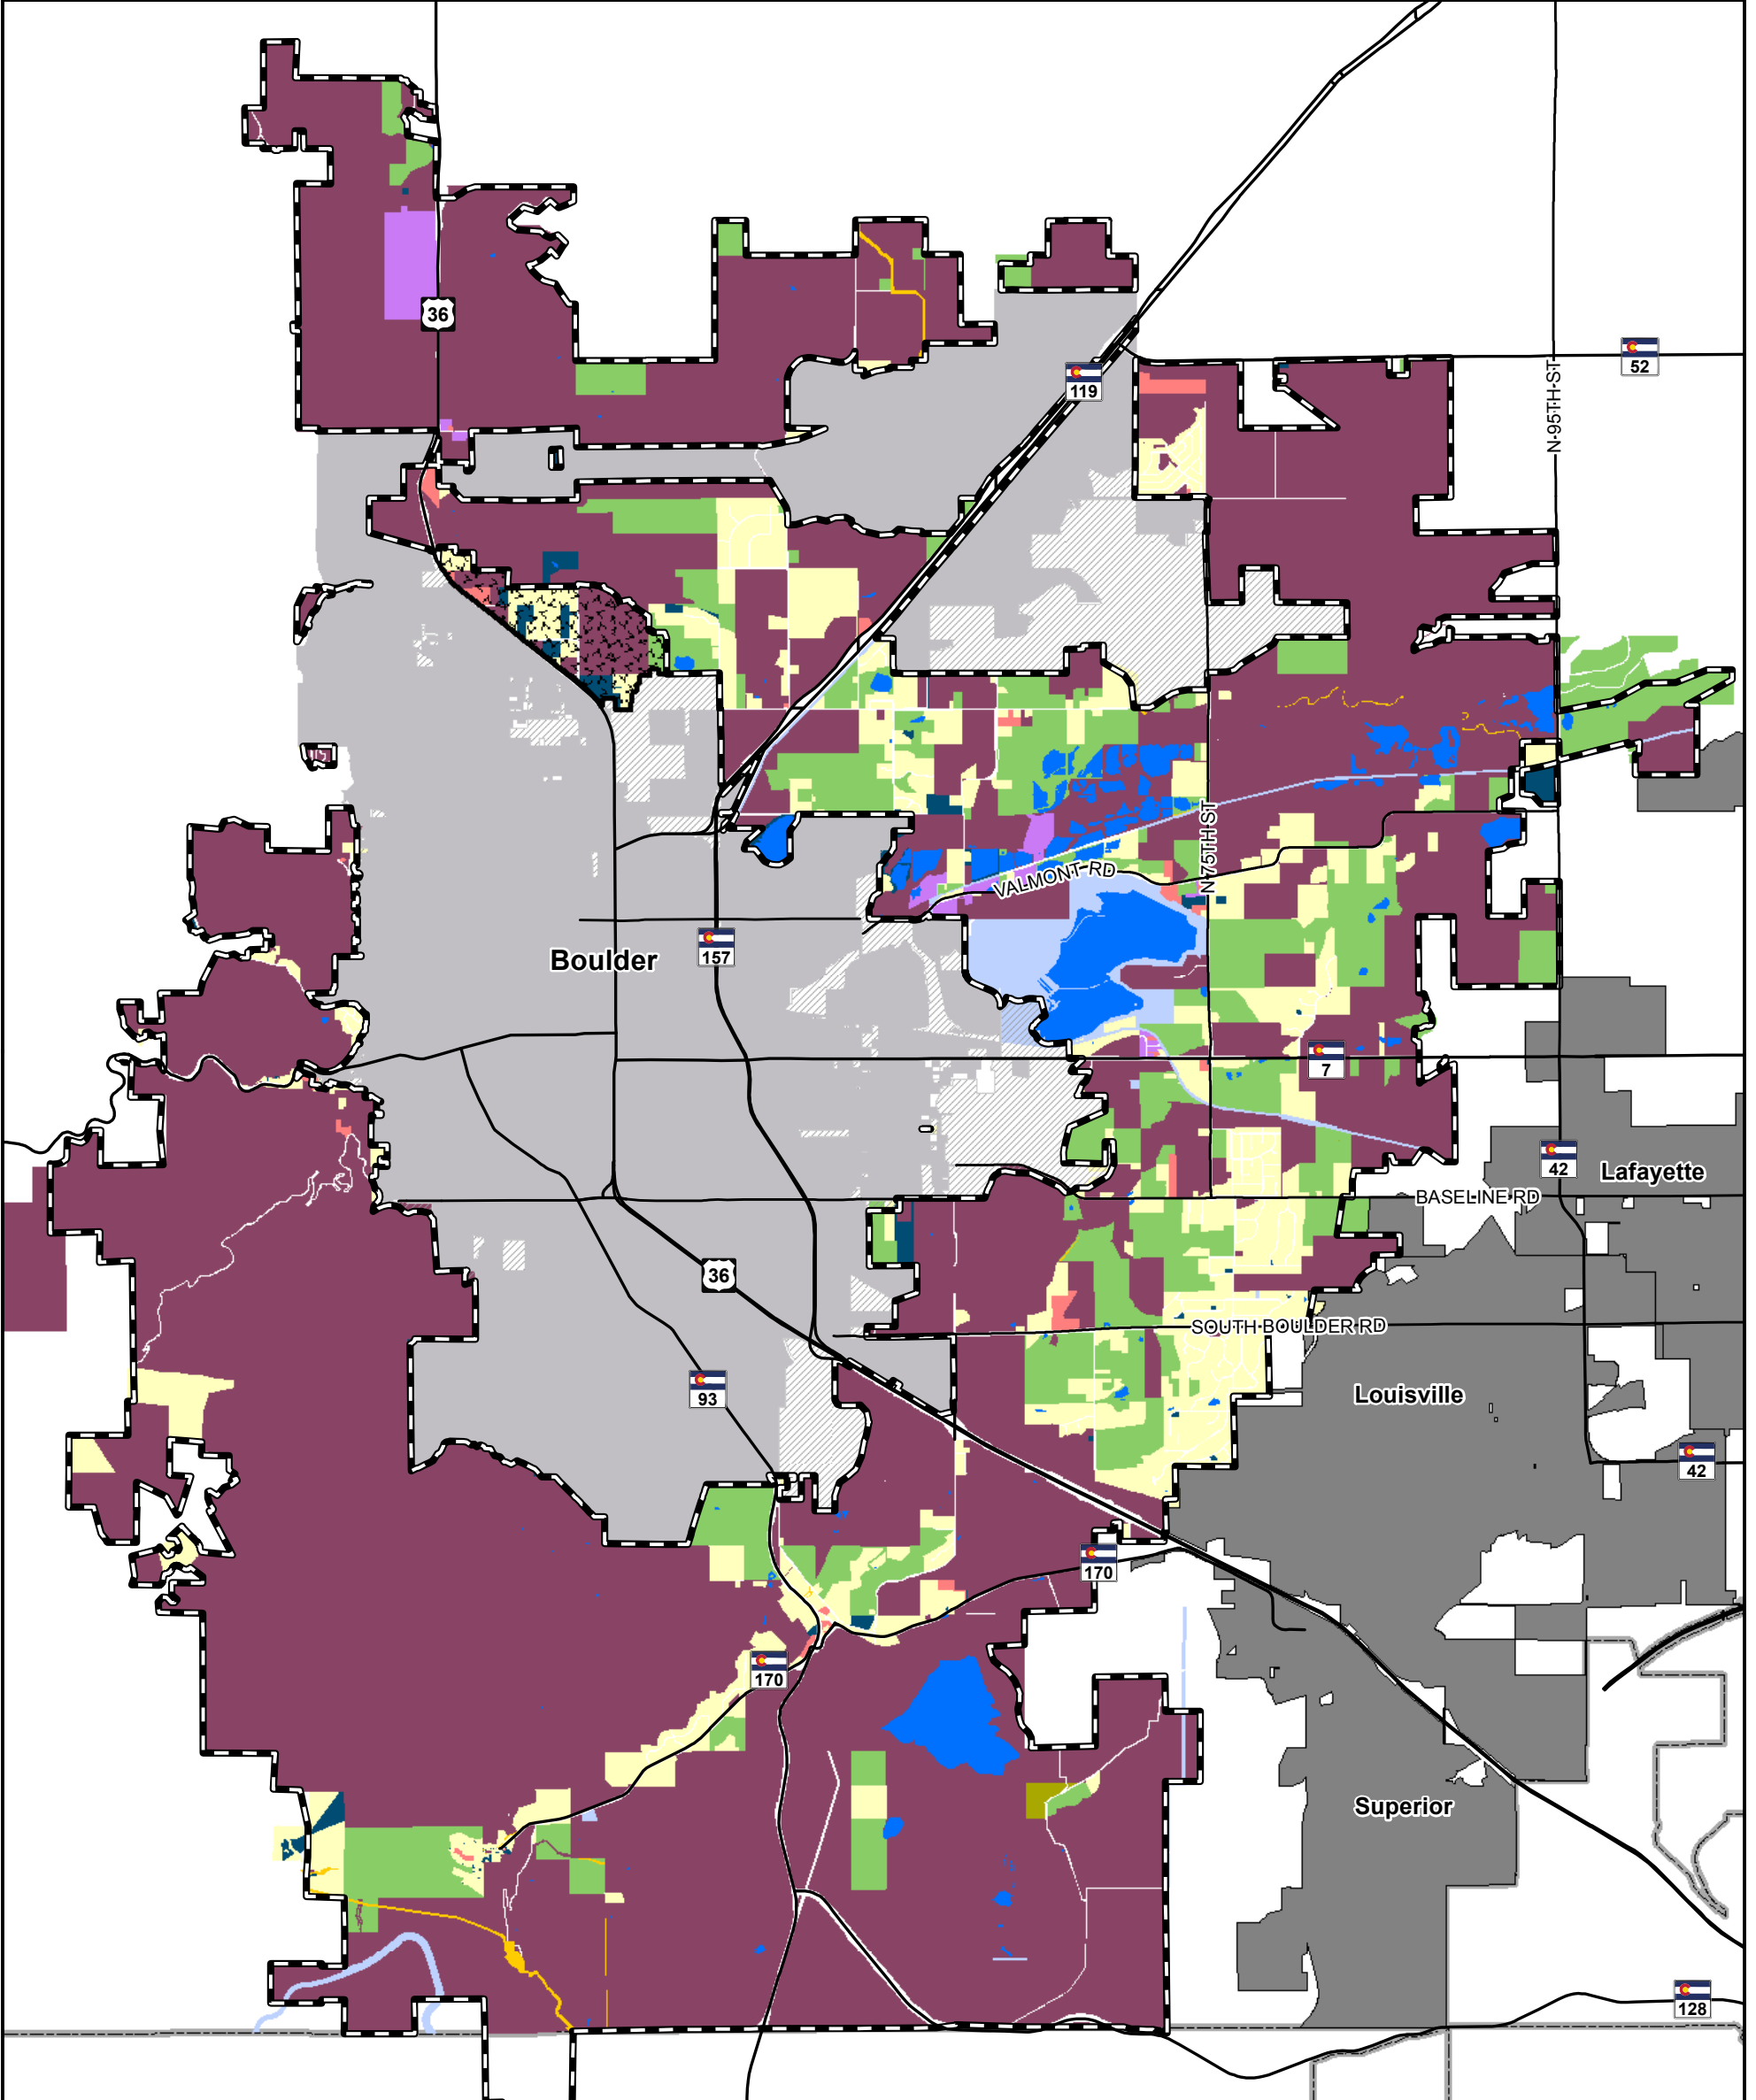 36
52
119
N 95TH ST
N 75TH ST
VALMONT RD
Boulder
157
7
42
Lafayette
BASELINE RD
36
SOUTH BOULDER RD
93
Louisville
42
170
170
Superior
128